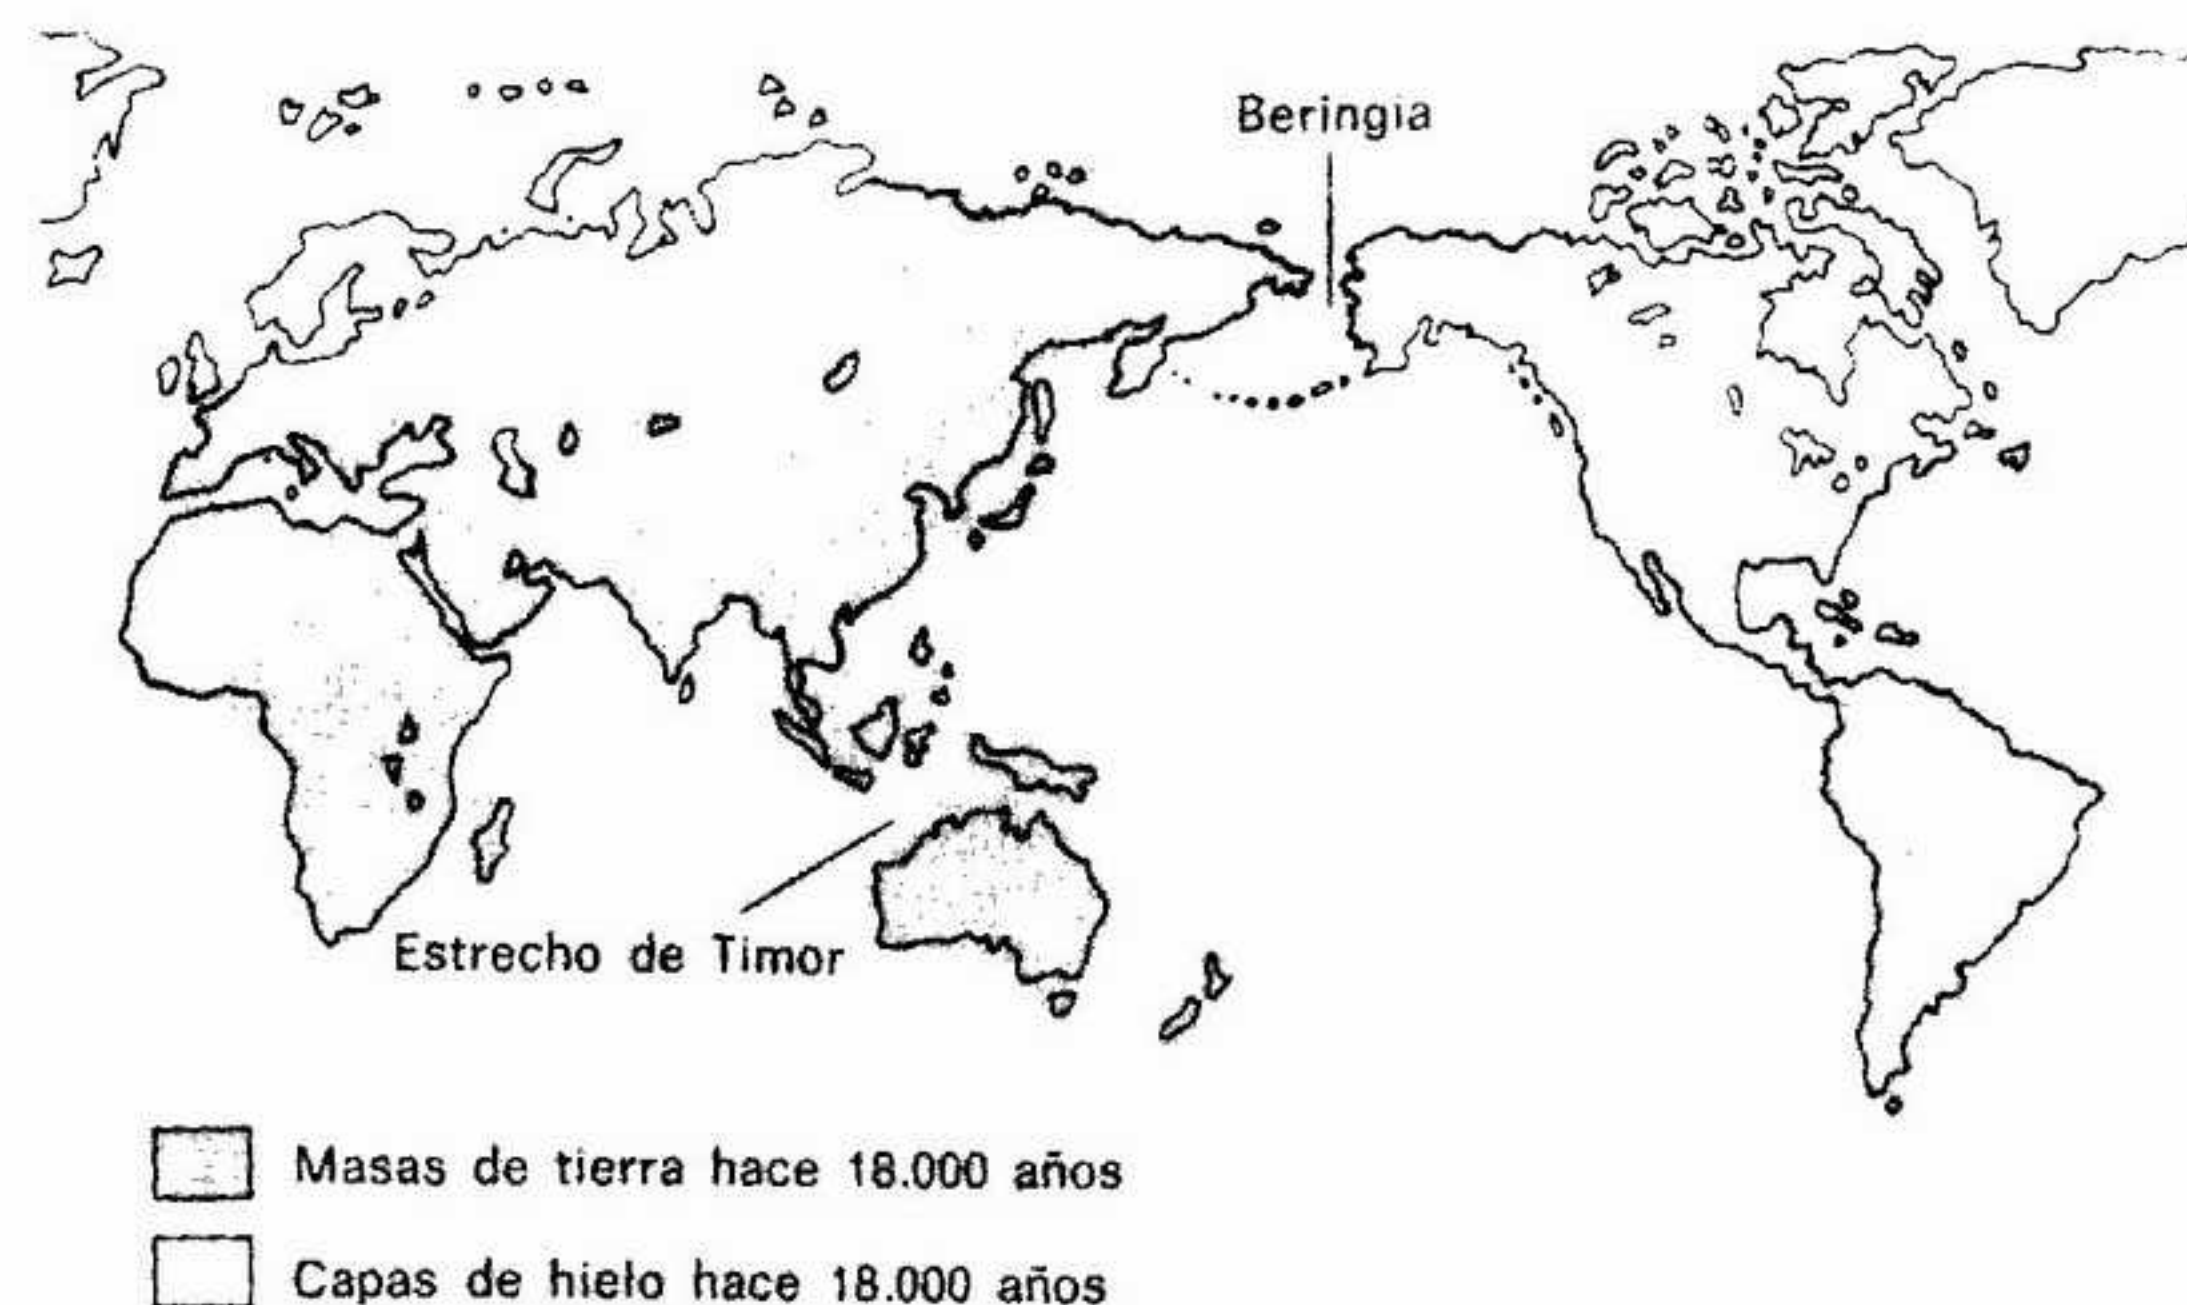 Beringia
Estrecho de Timor
Masas de tierra hace 18.000 años
Capas de hielo hace 18.000 años